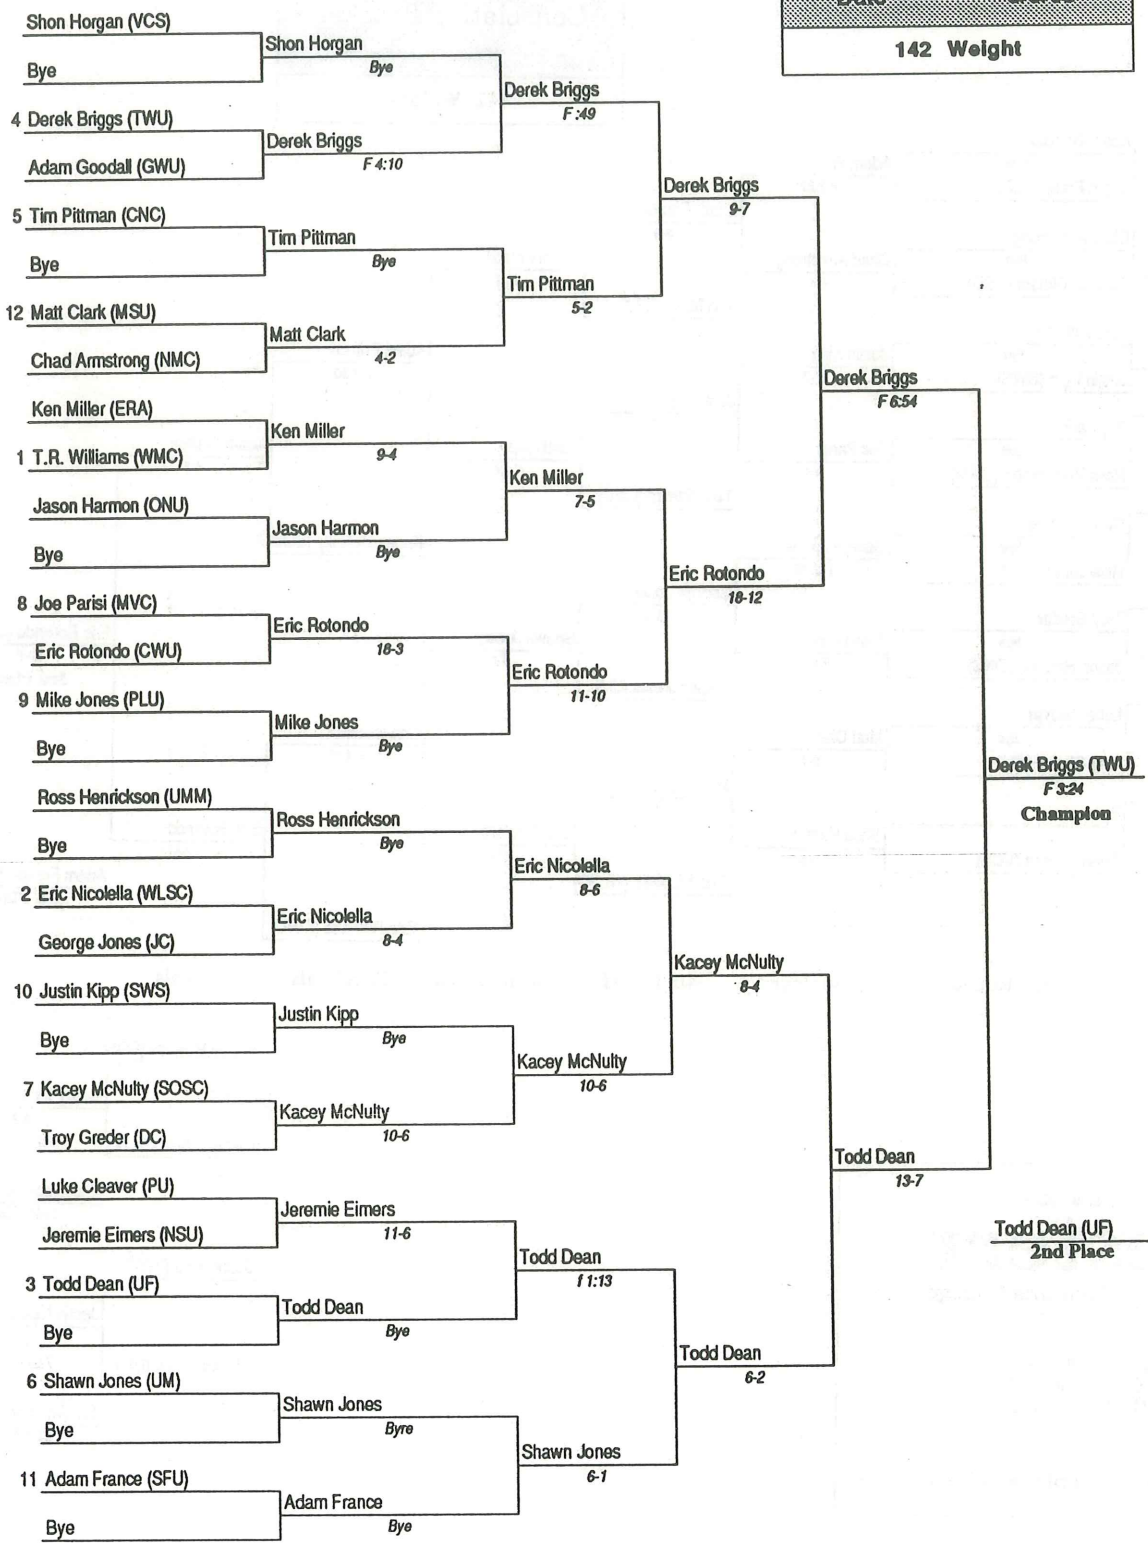 142 Weight
Shon Horgan (VCS)
Bye
4 Derek Briggs (TWU)
Adam Goodall (GWU)
5 Tim Pittman (CNC)
Bye
12 Matt Clark (MSU)
Chad Armstrong (NMC)
Ken Miller (ERA)
1 T.R. Williams (WMC)
Jason Harmon (ONU)
Bye
8 Joe Parisi (MVC)
Eric Rotondo (CWU)
9 Mike Jones (PLU)
Bye
Ross Henrickson (UMM)
Bye
2 Eric Nicolella (WLSC)
George Jones (JC)
10 Justin Kipp (SWS)
Bye
7 Kacey McNulty (SOSC)
Troy Greder (DC)
Luke Cleaver (PU)
Jeremie Eimers (NSU)
3 Todd Dean (UF)
Bye
6 Shawn Jones (UM)
Bye
11 Adam France (SFU)
Bye
Shon Horgan
Bye
Derek Briggs
F 4:10
Tim Pittman
Bye
Matt Clark
4-2
Ken Miller
9-4
Jason Harmon
Bye
Eric Rotondo
18-3
Mike Jones
Bye
Ross Henrickson
Bye
Eric Nicolella
8-4
Justin Kipp
Bye
Kacey McNulty
10-6
Jeremie Eimers
11-6
Todd Dean
Bye
Shawn Jones
Byre
Adam France
Bye
Derek Briggs
F :49
Tim Pittman
5-2
Ken Miller
7-5
Eric Rotondo
11-10
Eric Nicolella
8-6
Kacey McNulty
10-6
Todd Dean
f 1:13
Shawn Jones
6-1
Derek Briggs
9-7
Eric Rotondo
18-12
Kacey McNulty
8-4
Todd Dean
6-2
Derek Briggs
F 6:54
Todd Dean
13-7
Derek Briggs (TWU)
F 3:24
Champion
Todd Dean (UF)
2nd Place